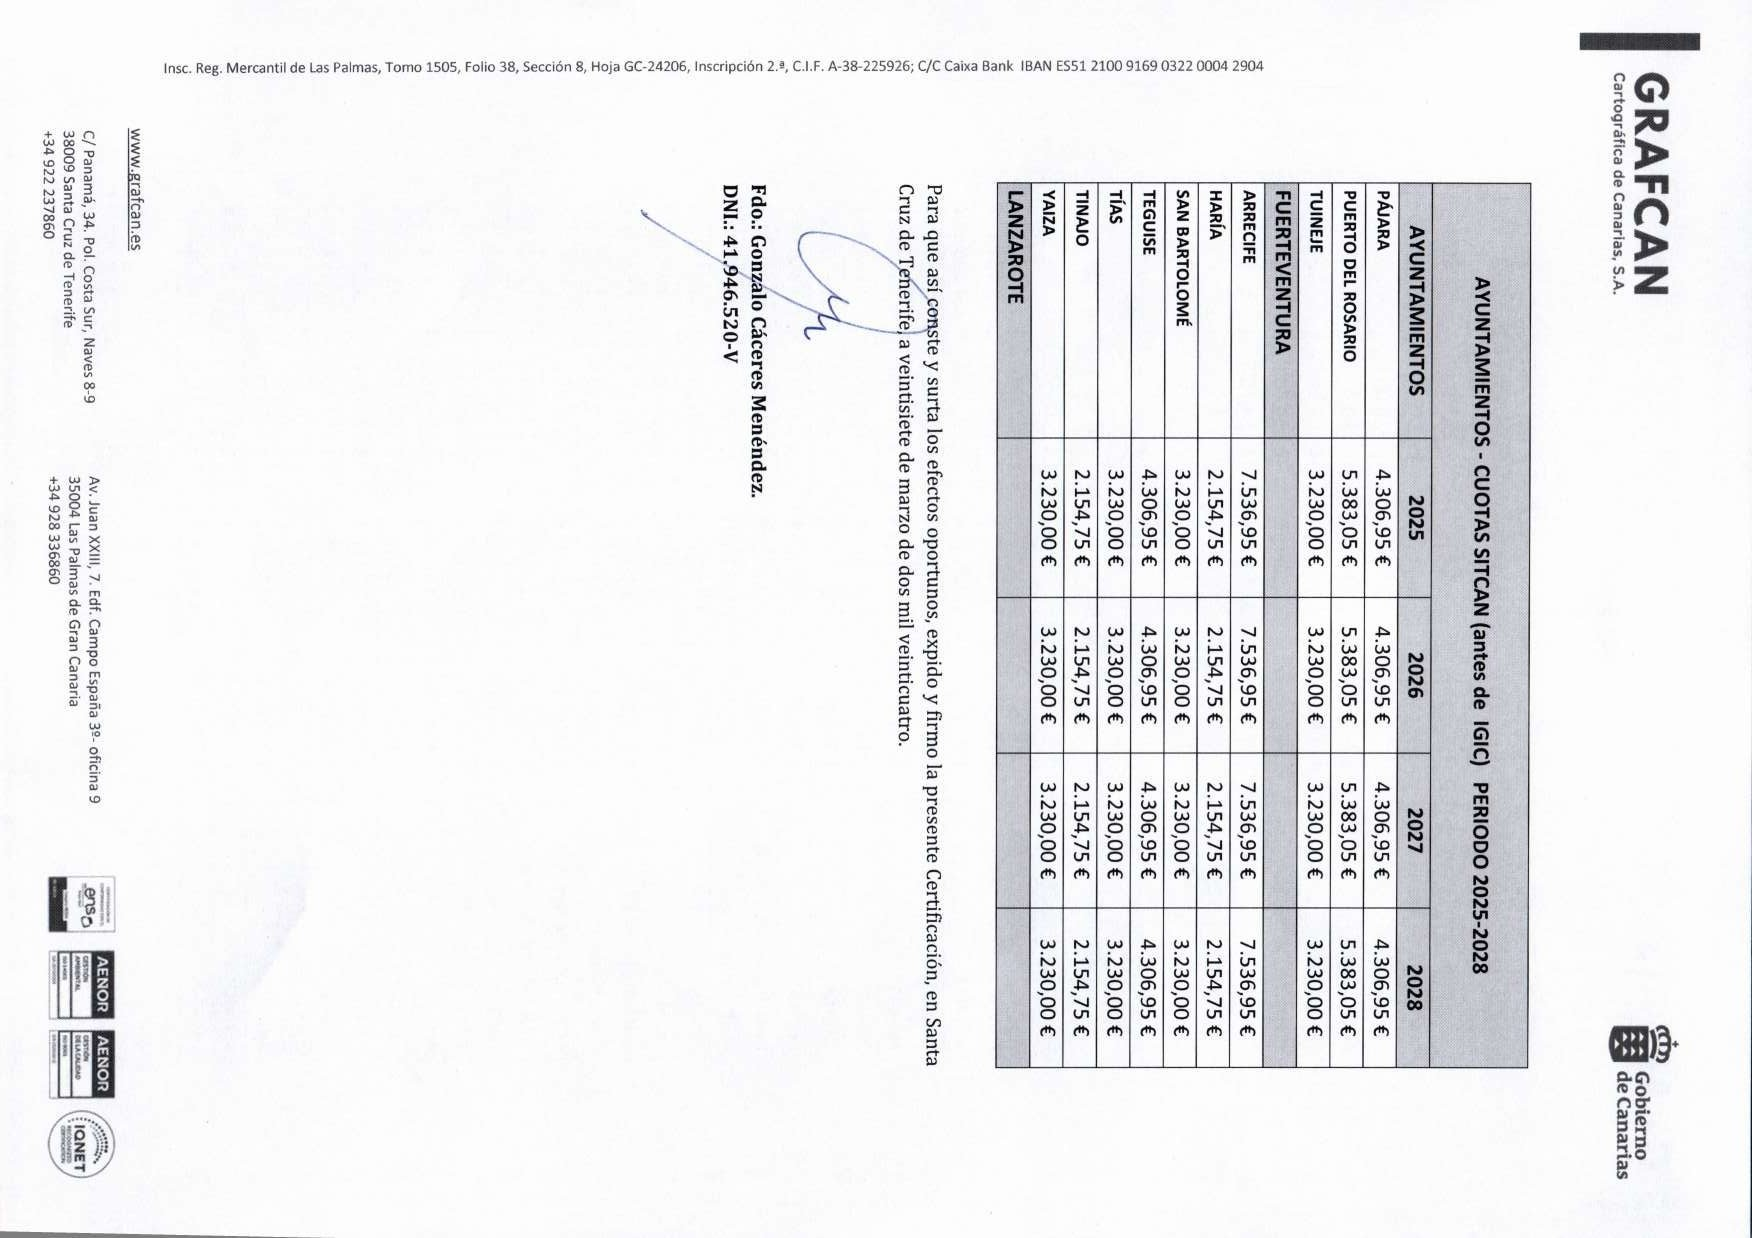 GRAFCAN
Cartográfica de Canarias, S.A.
Gobierno
de Canarias
AYUNTAMIENTOS - CUOTAS SITCAN (antes de IGIC) PERIODO 2025-2028
AYUNTAMIENTOS 2025 2026 2027 2028
PÁJARA 4.306,95 € 4.306,95 € 4.306,95 € 4.306,95 €
PUERTO DEL ROSARIO 5.383,05 € 5.383,05 € 5.383,05 € 5.383,05 €
TUINEJE 3.230,00 € 3.230,00 € 3.230,00 € 3.230,00 €
FUERTEVENTURA
ARRECIFE 7.536,95 € 7.536,95 € 7.536,95 € 7.536,95 €
HARÍA 2.154,75 € 2.154,75 € 2.154,75 € 2.154,75 €
SAN BARTOLOMÉ 3.230,00 € 3.230,00 € 3.230,00 € 3.230,00 €
TEGUISE 4.306,95 € 4.306,95 € 4.306,95 € 4.306,95 €
TÍAS 3.230,00 € 3.230,00 € 3.230,00 € 3.230,00 €
TINAJO 2.154,75 € 2.154,75 € 2.154,75 € 2.154,75 €
YAIZA 3.230,00 € 3.230,00 € 3.230,00 € 3.230,00 €
LANZAROTE
Para que así conste y surta los efectos oportunos, expido y firmo la presente Certificación, en Santa
Cruz de Tenerife, a veintisiete de marzo de dos mil veinticuatro.
Fdo.: Gonzalo Cáceres Menéndez.
DNI.: 41.946.520-V
Insc. Reg. Mercantil de Las Palmas, Tomo 1505, Folio 38, Sección 8, Hoja GC-24206, Inscripción 2.ª, C.I.F. A-38-225926; C/C Caixa Bank IBAN ES51 2100 9169 0322 0004 2904
www.grafcan.es
C/ Panamá, 34. Pol. Costa Sur, Naves 8-9
38009 Santa Cruz de Tenerife
+34 922 237860
Av. Juan XXIII, 7. Edf. Campo España 3º- oficina 9
35004 Las Palmas de Gran Canaria
+34 928 336860
ens
AENOR
GESTIÓN
AMBIENTAL
AENOR
GESTIÓN
DE LA CALIDAD
IQNET